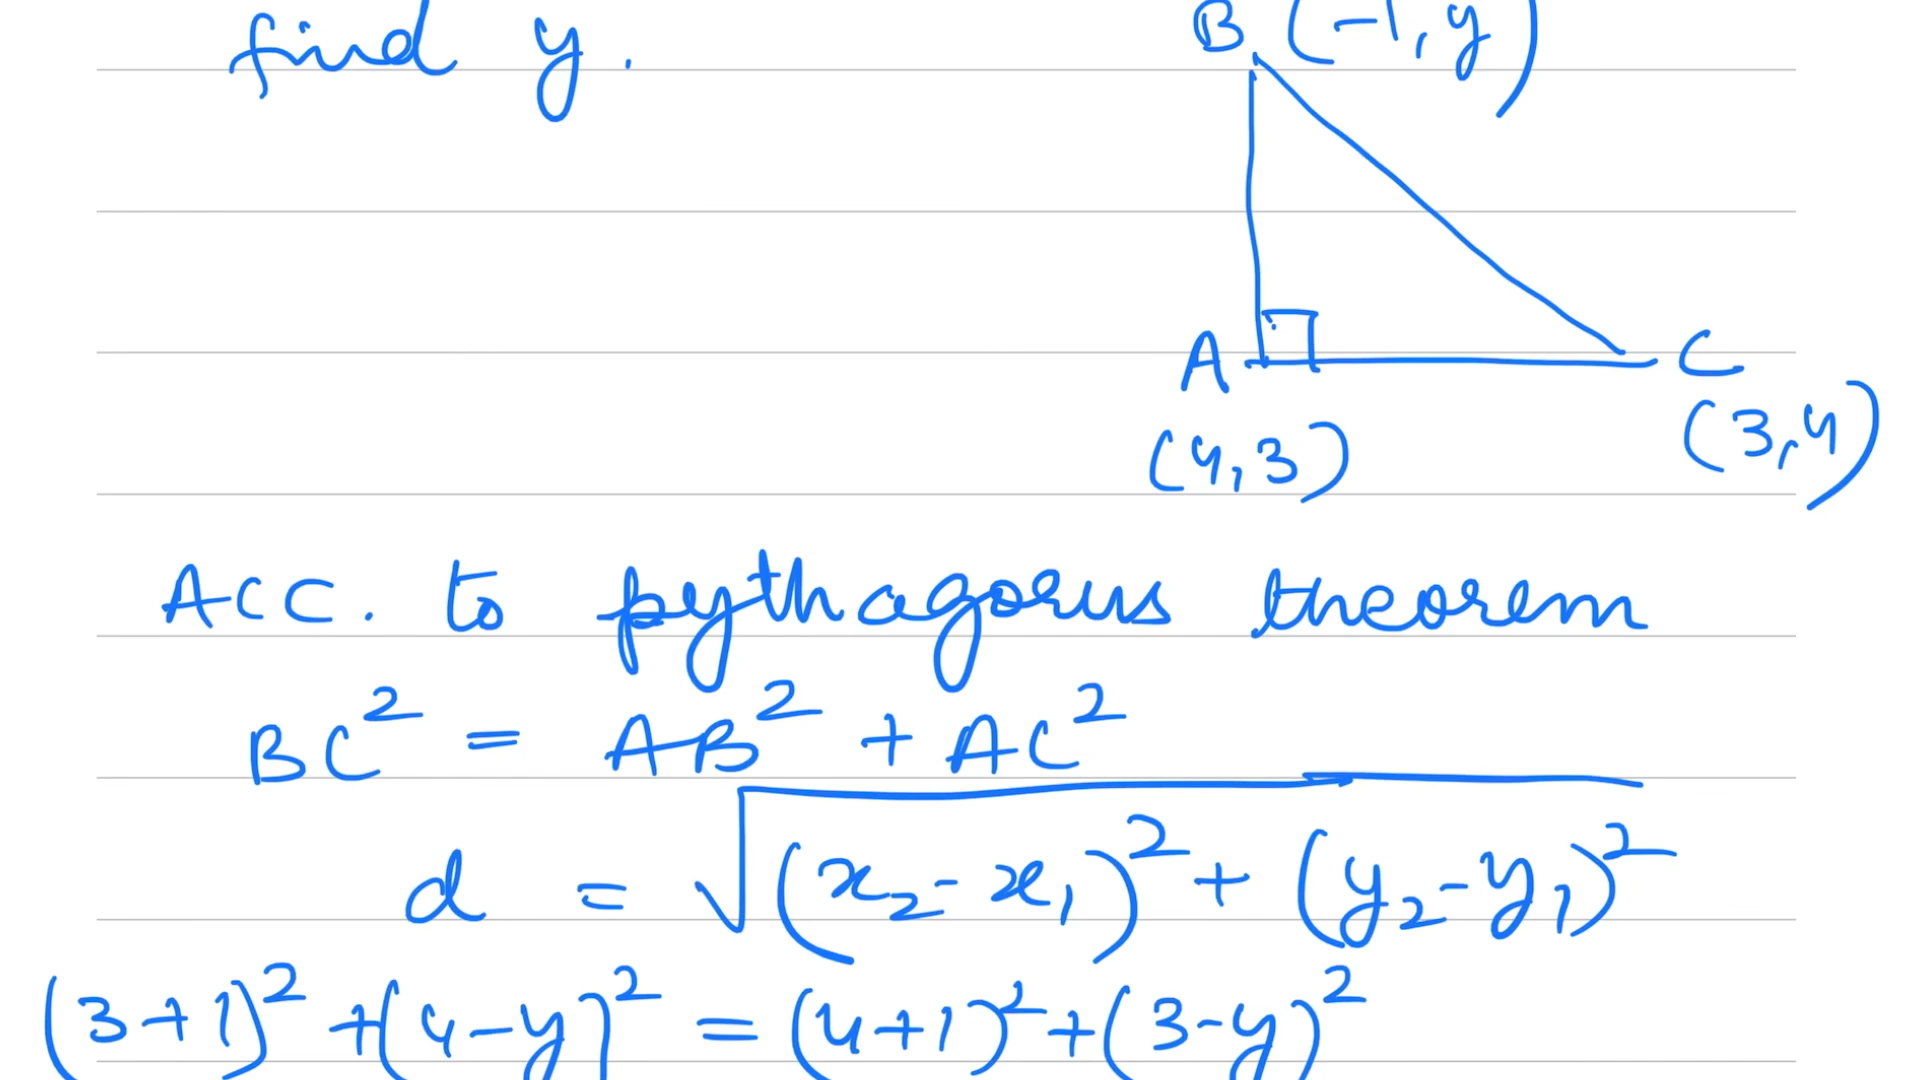 find y.
B (-1, y)
A
C
(4,3)
(3,4)
Acc. to pythagorus theorem
BC² = AB² + AC²
d = √((x₂-x₁)² + (y₂-y₁)²)
(3+1)² + (4-y)² = (4+1)² + (3-y)²